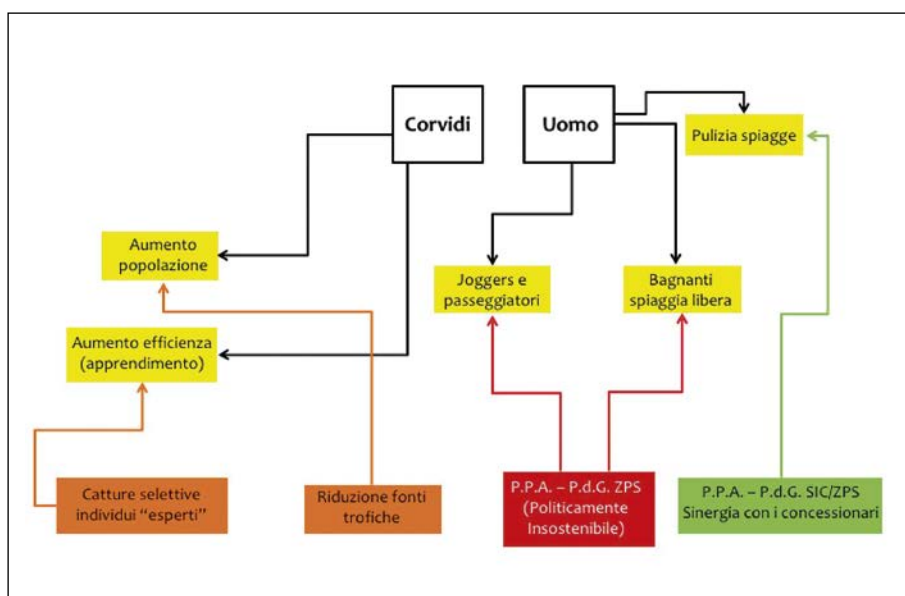 Corvidi
Uomo
Pulizia spiagge
Aumento
popolazione
Joggers e
passeggiatori
Bagnanti
spiaggia libera
Aumento efficienza
(apprendimento)
Catture selettive
individui “esperti”
Riduzione fonti
trofiche
P.P.A. – P.d.G. ZPS
(Politicamente
Insostenibile)
P.P.A. – P.d.G. SIC/ZPS
Sinergia con i concessionari